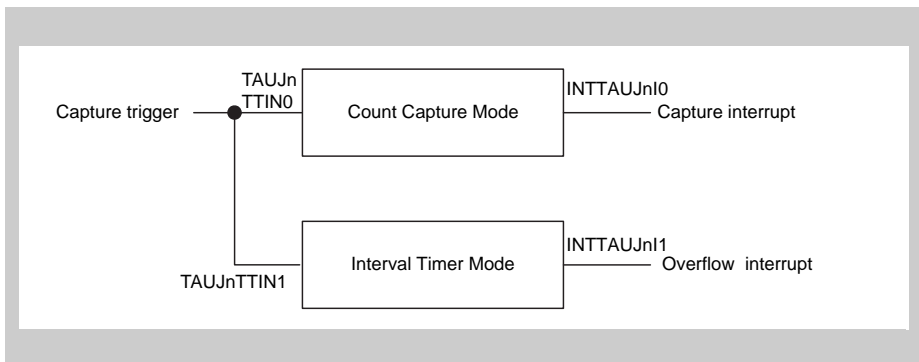 TAUJn
TTIN0
INTTAUJnI0
Capture trigger
Count Capture Mode
Capture interrupt
INTTAUJnI1
Interval Timer Mode
Overflow interrupt
TAUJnTTIN1